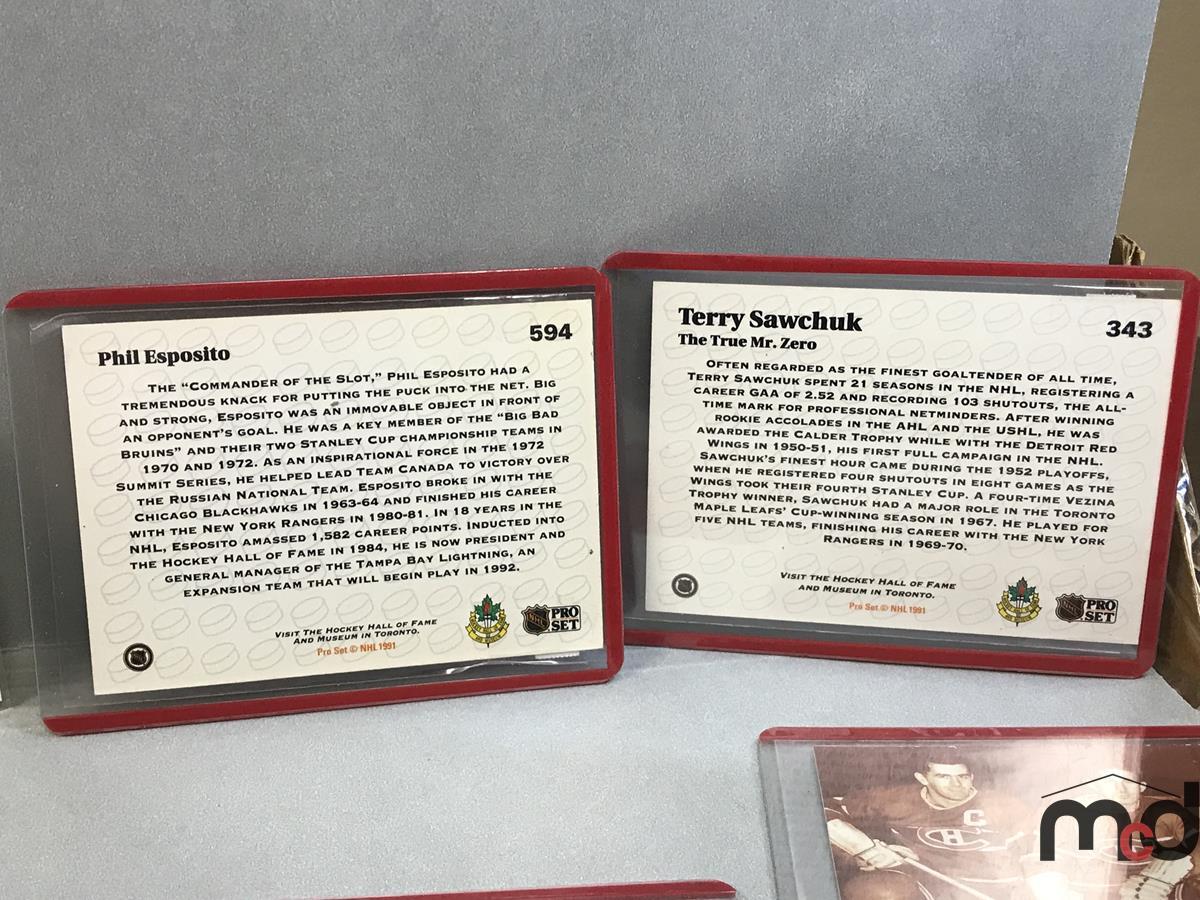 Phil Esposito
594
THE "COMMANDER OF THE SLOT," PHIL ESPOSITO HAD A
TREMENDOUS KNACK FOR PUTTING THE PUCK INTO THE NET. BIG
AND STRONG, ESPOSITO WAS AN IMMOVABLE OBJECT IN FRONT OF
AN OPPONENT'S GOAL. HE WAS A KEY MEMBER OF THE "BIG BAD
BRUINS" AND THEIR TWO STANLEY CUP CHAMPIONSHIP TEAMS IN
1970 AND 1972. AS AN INSPIRATIONAL FORCE IN THE 1972
SUMMIT SERIES, HE HELPED LEAD TEAM CANADA TO VICTORY OVER
THE RUSSIAN NATIONAL TEAM. ESPOSITO BROKE IN WITH THE
CHICAGO BLACKHAWKS IN 1963-64 AND FINISHED HIS CAREER
WITH THE NEW YORK RANGERS IN 1980-81. IN 18 YEARS IN THE
NHL, ESPOSITO AMASSED 1,582 CAREER POINTS. INDUCTED INTO
THE HOCKEY HALL OF FAME IN 1984, HE IS NOW PRESIDENT AND
GENERAL MANAGER OF THE TAMPA BAY LIGHTNING, AN
EXPANSION TEAM THAT WILL BEGIN PLAY IN 1992.
VISIT THE HOCKEY HALL OF FAME
AND MUSEUM IN TORONTO.
Pro Set © NHL 1991
NHL
PRO
SET
Terry Sawchuk
343
The True Mr. Zero
OFTEN REGARDED AS THE FINEST GOALTENDER OF ALL TIME,
TERRY SAWCHUK SPENT 21 SEASONS IN THE NHL, REGISTERING A
CAREER GAA OF 2.52 AND RECORDING 103 SHUTOUTS, THE ALL-
TIME MARK FOR PROFESSIONAL NETMINDERS. AFTER WINNING
ROOKIE ACCOLADES IN THE AHL AND THE USHL, HE WAS
AWARDED THE CALDER TROPHY WHILE WITH THE DETROIT RED
WINGS IN 1950-51, HIS FIRST FULL CAMPAIGN IN THE NHL.
SAWCHUK'S FINEST HOUR CAME DURING THE 1952 PLAYOFFS,
WHEN HE REGISTERED FOUR SHUTOUTS IN EIGHT GAMES AS THE
WINGS TOOK THEIR FOURTH STANLEY CUP. A FOUR-TIME VEZINA
TROPHY WINNER, SAWCHUK HAD A MAJOR ROLE IN THE TORONTO
MAPLE LEAFS' CUP-WINNING SEASON IN 1967. HE PLAYED FOR
FIVE NHL TEAMS, FINISHING HIS CAREER WITH THE NEW YORK
RANGERS IN 1969-70.
VISIT THE HOCKEY HALL OF FAME
AND MUSEUM IN TORONTO.
Pro Set © NHL 1991
NHL
PRO
SET
C
CH
mcd